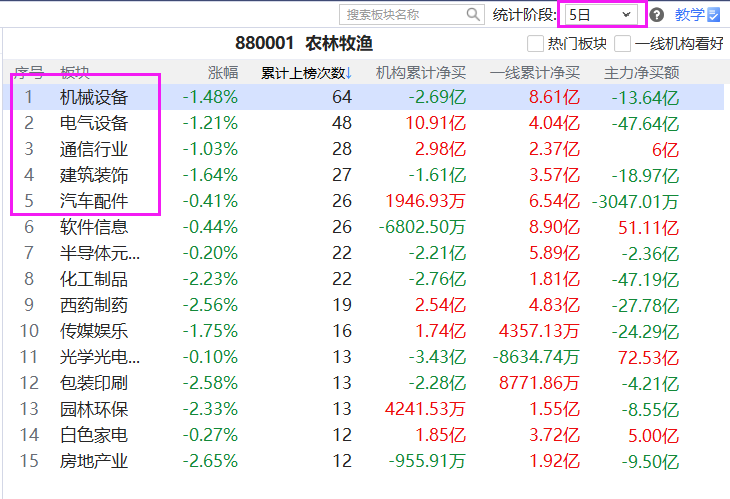 搜索板块名称 统计阶段: 5日 ? 教学
880001 农林牧渔 热门板块 一线机构看好
序号 板块 涨幅 累计上榜次数↓ 机构累计净买 一线累计净买 主力净买额
1 机械设备 -1.48% 64 -2.69亿 8.61亿 -13.64亿
2 电气设备 -1.21% 48 10.91亿 4.04亿 -47.64亿
3 通信行业 -1.03% 28 2.98亿 2.37亿 6亿
4 建筑装饰 -1.64% 27 -1.61亿 3.57亿 -18.97亿
5 汽车配件 -0.41% 26 1946.93万 6.54亿 -3047.01万
6 软件信息 -0.44% 26 -6802.50万 8.90亿 51.11亿
7 半导体元... -0.20% 22 -2.21亿 5.89亿 -2.36亿
8 化工制品 -2.23% 22 -2.76亿 1.81亿 -47.19亿
9 西药制药 -2.56% 19 2.54亿 4.83亿 -27.78亿
10 传媒娱乐 -1.75% 16 1.74亿 4357.13万 -24.29亿
11 光学光电... -0.10% 13 -3.43亿 -8634.74万 72.53亿
12 包装印刷 -2.58% 13 -2.28亿 8771.86万 -4.21亿
13 园林环保 -2.33% 13 4241.53万 1.55亿 -8.55亿
14 白色家电 -0.27% 12 1.85亿 3.72亿 5.00亿
15 房地产业 -2.65% 12 -955.91万 1.92亿 -9.50亿